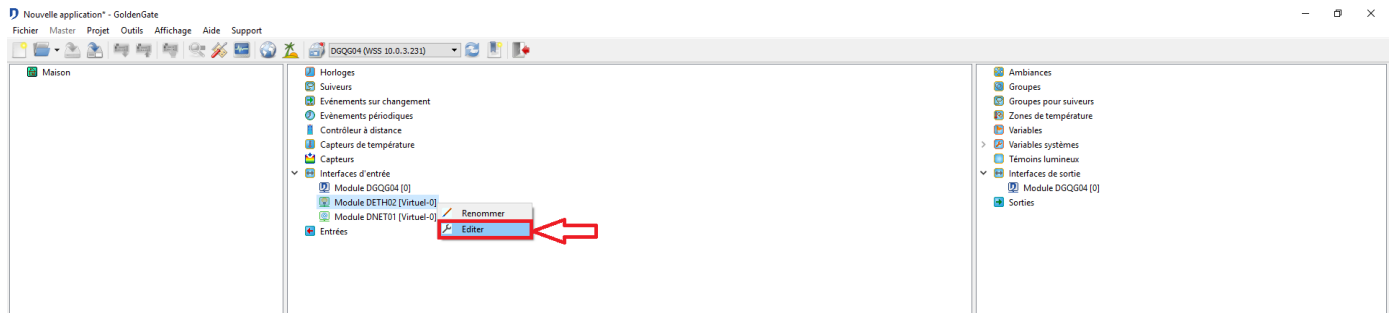 Nouvelle application* - GoldenGate
Fichier Master Projet Outils Affichage Aide Support
DGQG04 (WSS 10.0.3.231)
Maison
Horloges
Suiveurs
Evénements sur changement
Evènements périodiques
Contrôleur à distance
Capteurs de température
Capteurs
Interfaces d'entrée
Module DGQG04 [0]
Module DETH02 [Virtuel-0]
Module DNET01 [Virtuel-0]
Entrées
Renommer
Editer
Ambiances
Groupes
Groupes pour suiveurs
Zones de température
Variables
Variables systèmes
Témoins lumineux
Interfaces de sortie
Module DGQG04 [0]
Sorties